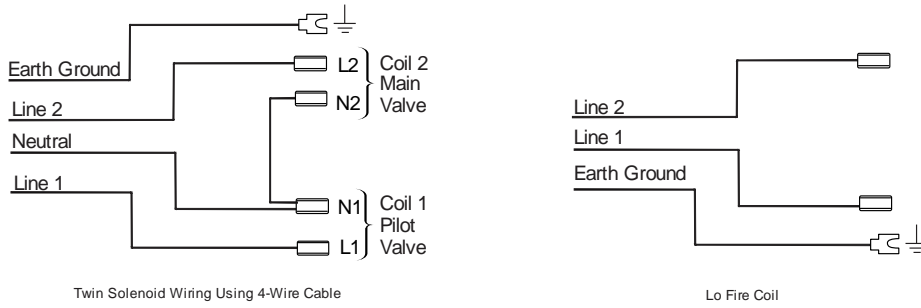 Earth Ground
Line 2
Neutral
Line 1
L2
N2
Coil 2
Main
Valve
N1
L1
Coil 1
Pilot
Valve
Twin Solenoid Wiring Using 4-Wire Cable
Line 2
Line 1
Earth Ground
Lo Fire Coil